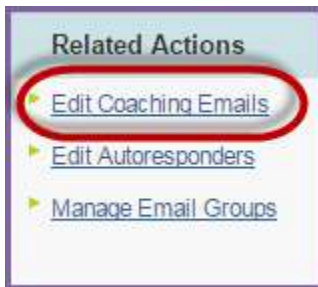 Related Actions
Edit Coaching Emails
Edit Autoresponders
Manage Email Groups